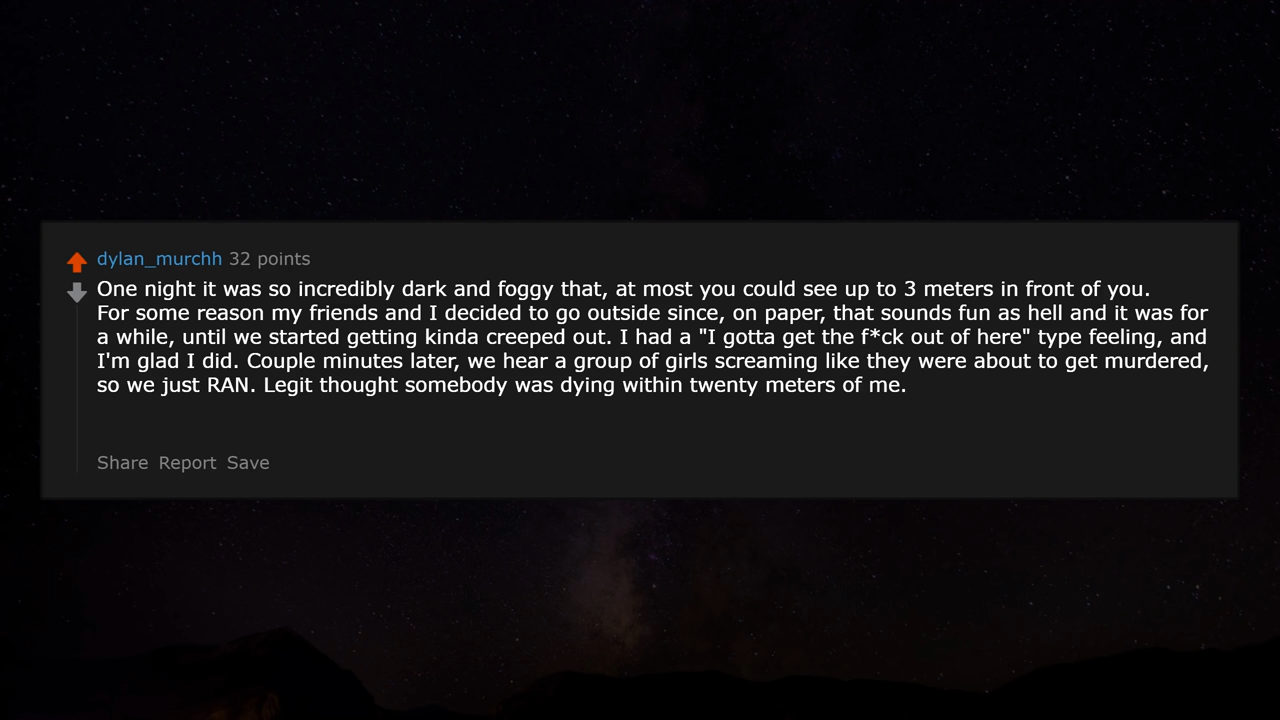 dylan_murchh 32 points
One night it was so incredibly dark and foggy that, at most you could see up to 3 meters in front of you.
For some reason my friends and I decided to go outside since, on paper, that sounds fun as hell and it was for
a while, until we started getting kinda creeped out. I had a "I gotta get the f*ck out of here" type feeling, and
I'm glad I did. Couple minutes later, we hear a group of girls screaming like they were about to get murdered,
so we just RAN. Legit thought somebody was dying within twenty meters of me.
Share Report Save